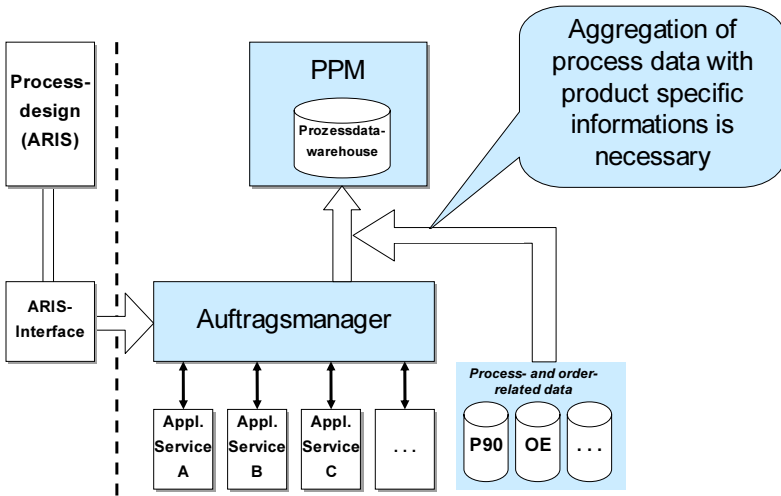 Process-
design
(ARIS)
PPM
Prozessdata-
warehouse
Aggregation of
process data with
product specific
informations is
necessary
ARIS-
Interface
Auftragsmanager
Appl.
Service
A
Appl.
Service
B
Appl.
Service
C
...
Process- and order-
related data
P90
OE
...